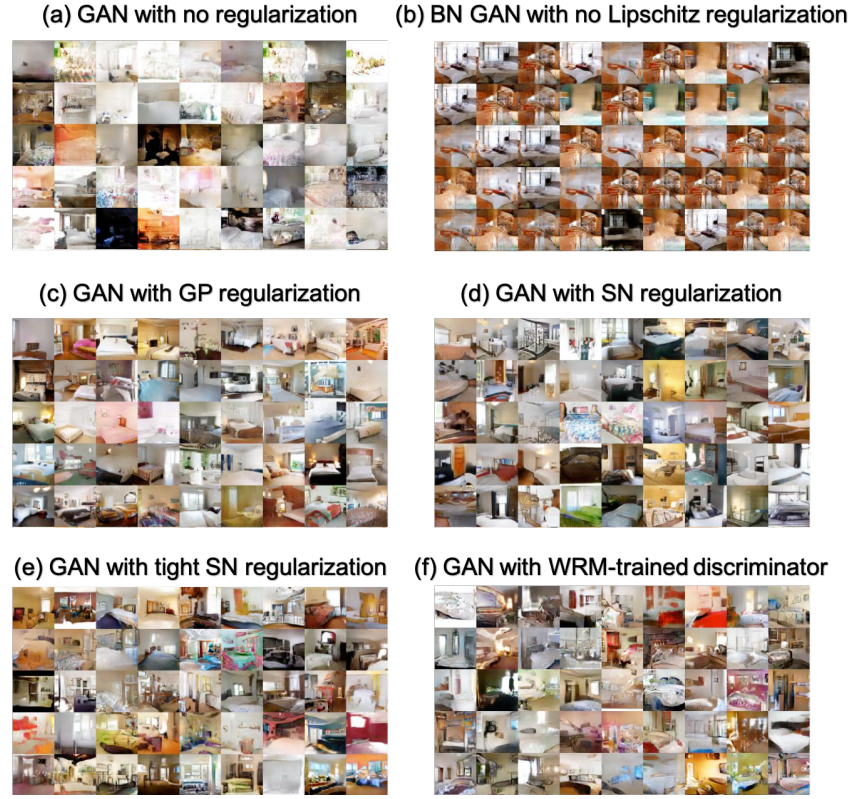 (a) GAN with no regularization
(b) BN GAN with no Lipschitz regularization
(c) GAN with GP regularization
(d) GAN with SN regularization
(e) GAN with tight SN regularization
(f) GAN with WRM-trained discriminator